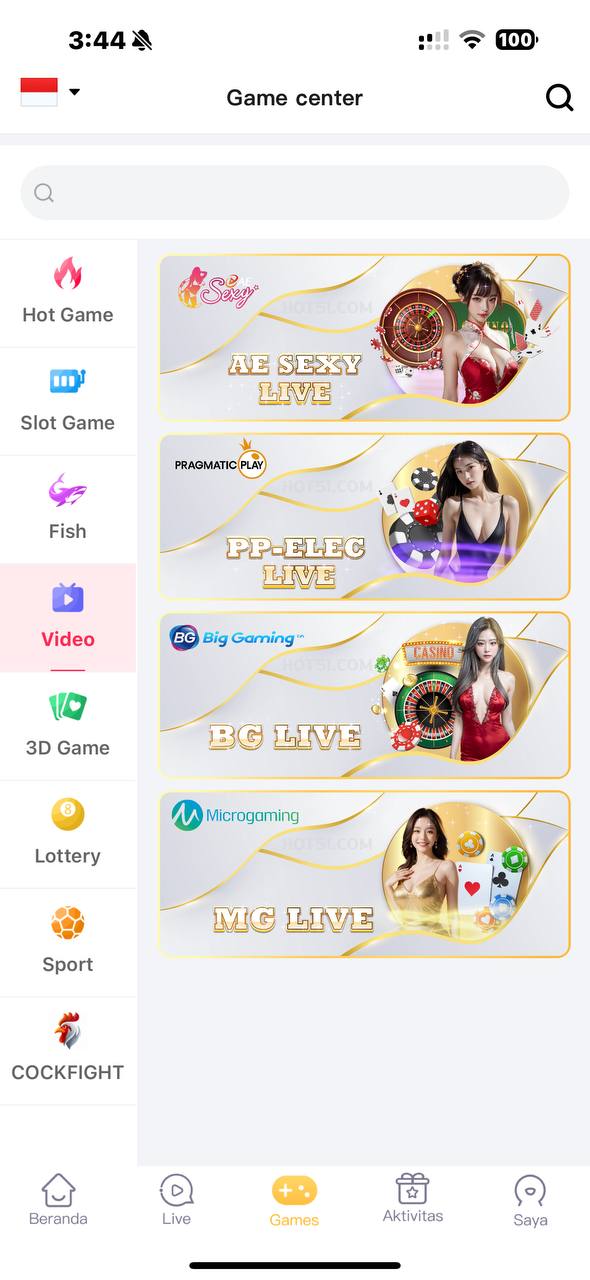 3:44
100
Game center
Hot Game
Slot Game
Fish
Video
3D Game
Lottery
8
Sport
COCKFIGHT
AE
Sexy
HOT51.COM
AE SEXY
LIVE
PRAGMATIC PLAY
HOT51.COM
PP-ELEC
LIVE
BG Big Gaming
CASINO
HOT51.COM
BG LIVE
Microgaming
HOT51.COM
MG LIVE
Beranda
Live
Games
Aktivitas
Saya